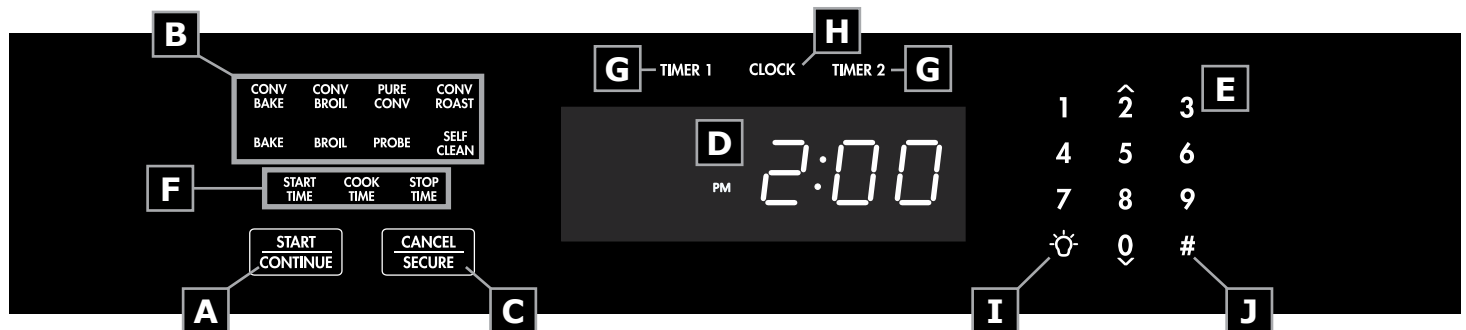 B
H
G TIMER 1 CLOCK TIMER 2 G
CONV BAKE CONV BROIL PURE CONV CONV ROAST
BAKE BROIL PROBE SELF CLEAN
F START TIME COOK TIME STOP TIME
START CONTINUE CANCEL SECURE
A C
D
PM 2:00
E
1 2 3
4 5 6
7 8 9
0 #
I J